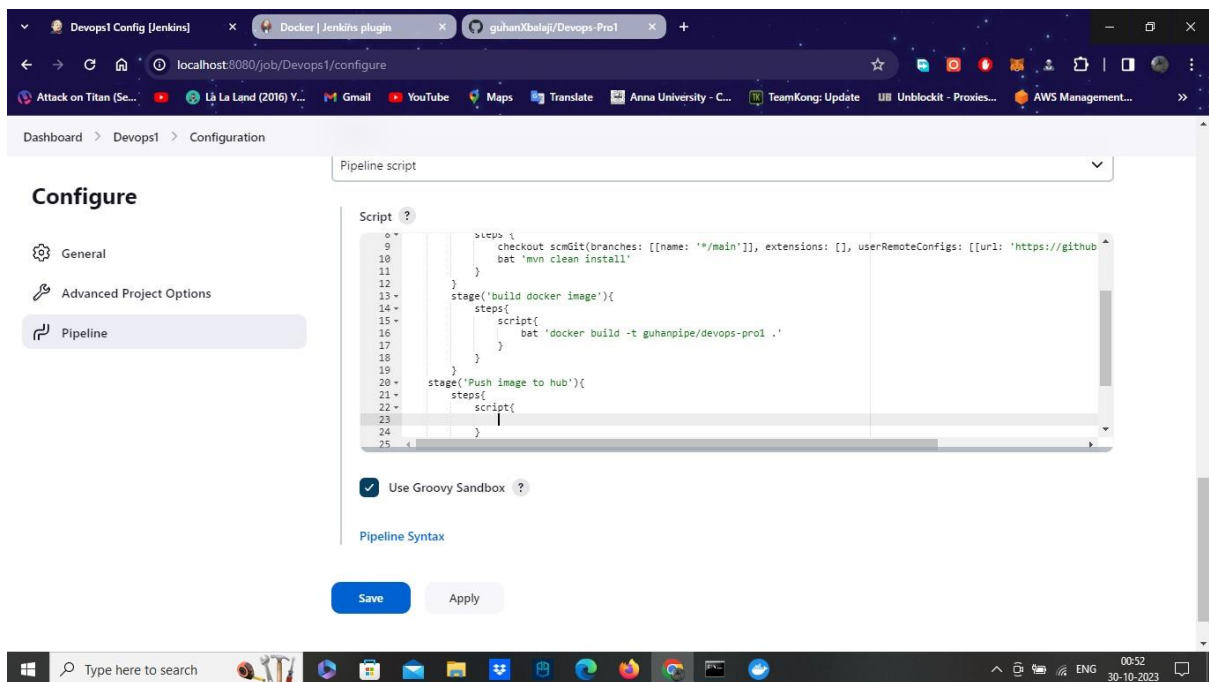 Devops1 Config [Jenkins]
Docker | Jenkins plugin
guhanXbalaji/Devops-Pro1
localhost:8080/job/Devops1/configure
Attack on Titan (Se...
La La Land (2016) Y...
Gmail
YouTube
Maps
Translate
Anna University - C...
TeamKong: Update
Unblockit - Proxies...
AWS Management...
»
Dashboard > Devops1 > Configuration
Configure
General
Advanced Project Options
Pipeline
Pipeline script
Script ?
8 steps {
9 checkout scmGit(branches: [[name: '*/main']], extensions: [], userRemoteConfigs: [[url: 'https://github
10 bat 'mvn clean install'
11 }
12 }
13 stage('build docker image'){
14 steps{
15 script{
16 bat 'docker build -t guhanpipe/devops-pro1 .'
17 }
18 }
19 }
20 stage('Push image to hub'){
21 steps{
22 script{
23
24 }
25
Use Groovy Sandbox ?
Pipeline Syntax
Save
Apply
Type here to search
ENG
00:52
30-10-2023